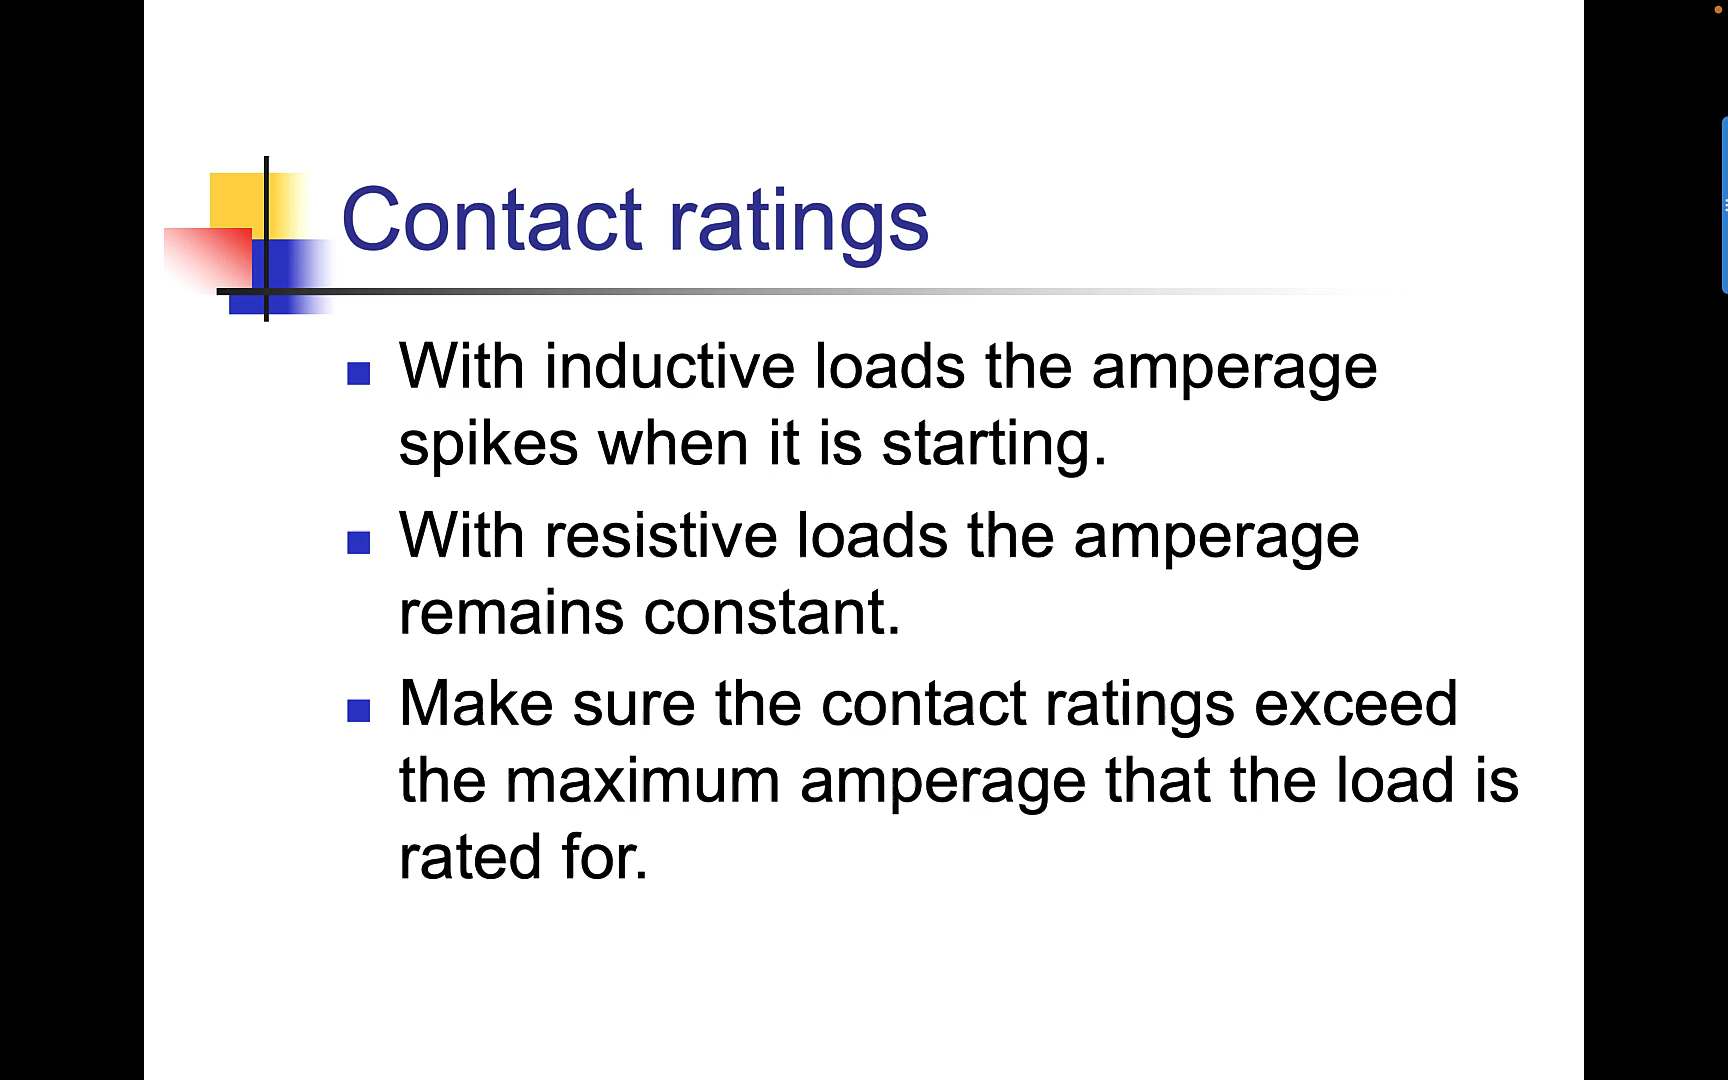 Contact ratings
With inductive loads the amperage
spikes when it is starting.
With resistive loads the amperage
remains constant.
Make sure the contact ratings exceed
the maximum amperage that the load is
rated for.